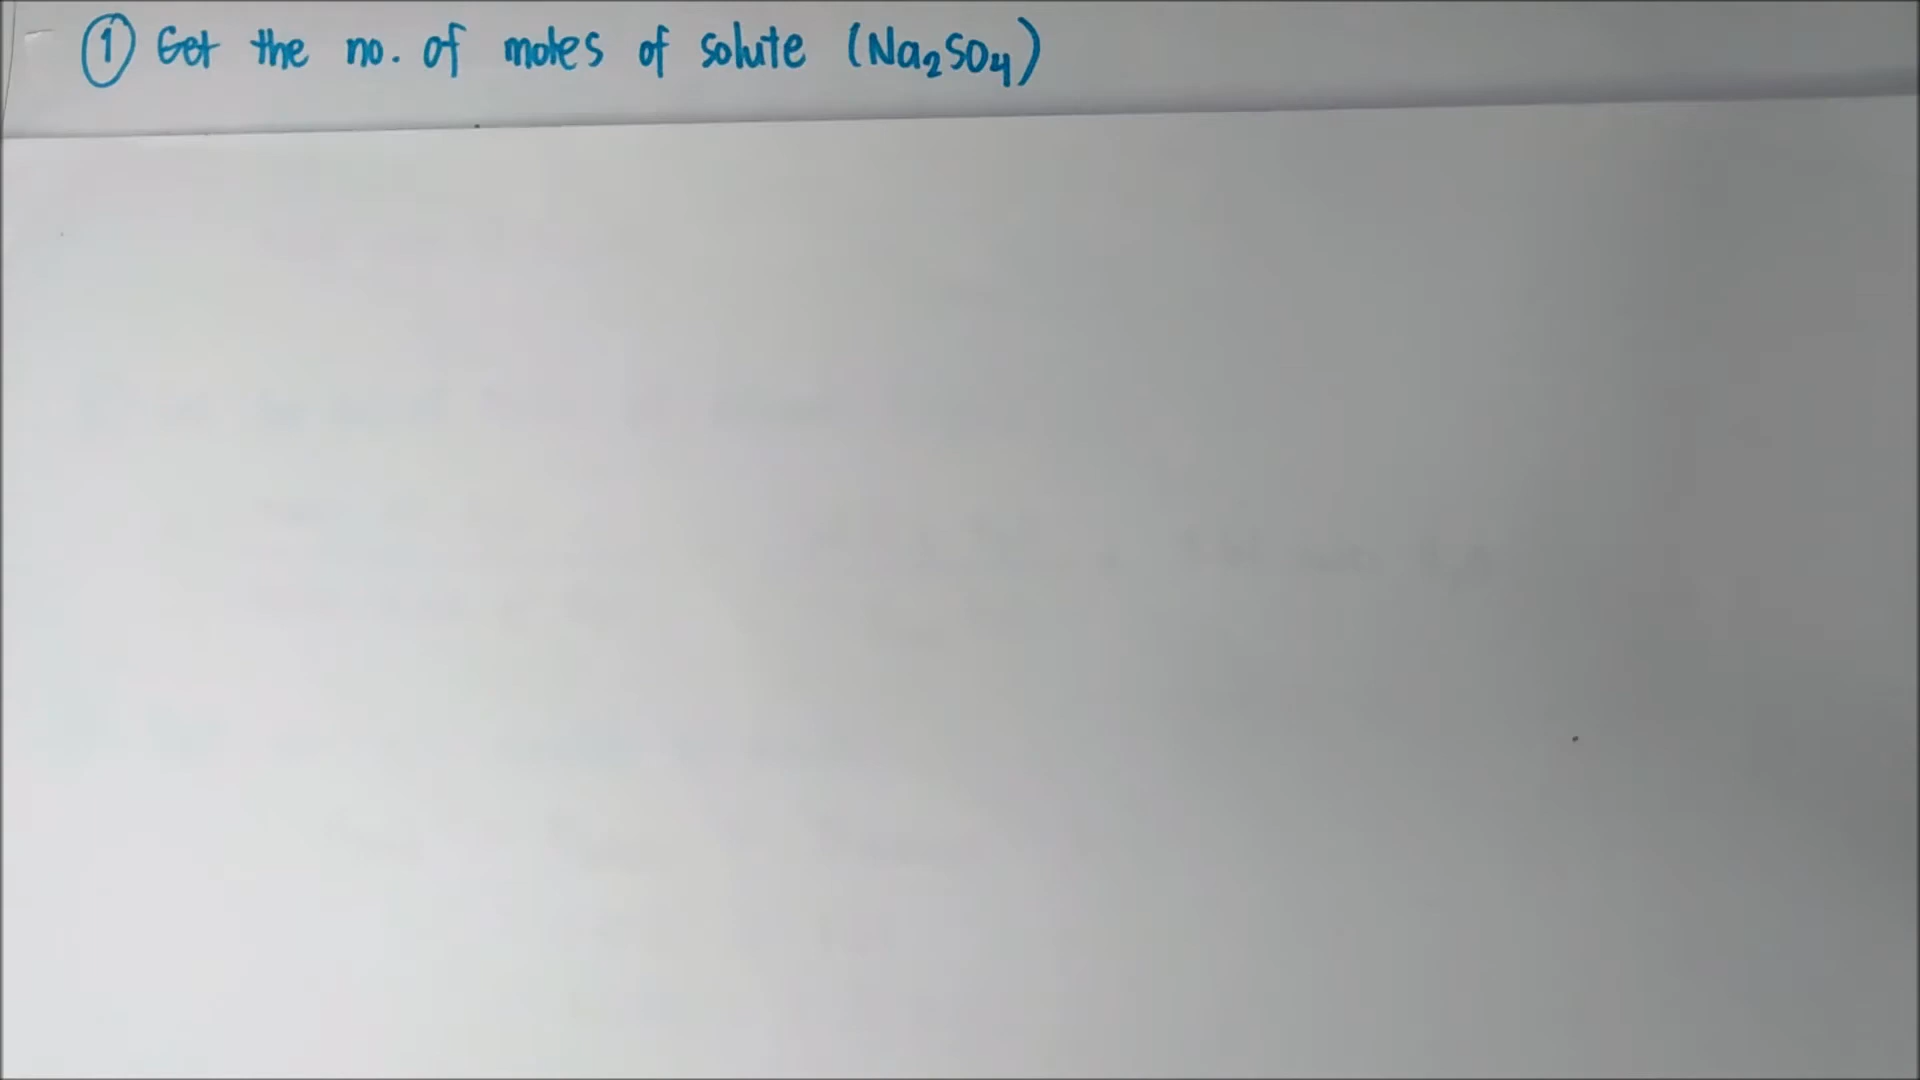 ① Get the no. of moles of solute (Na₂SO₄)